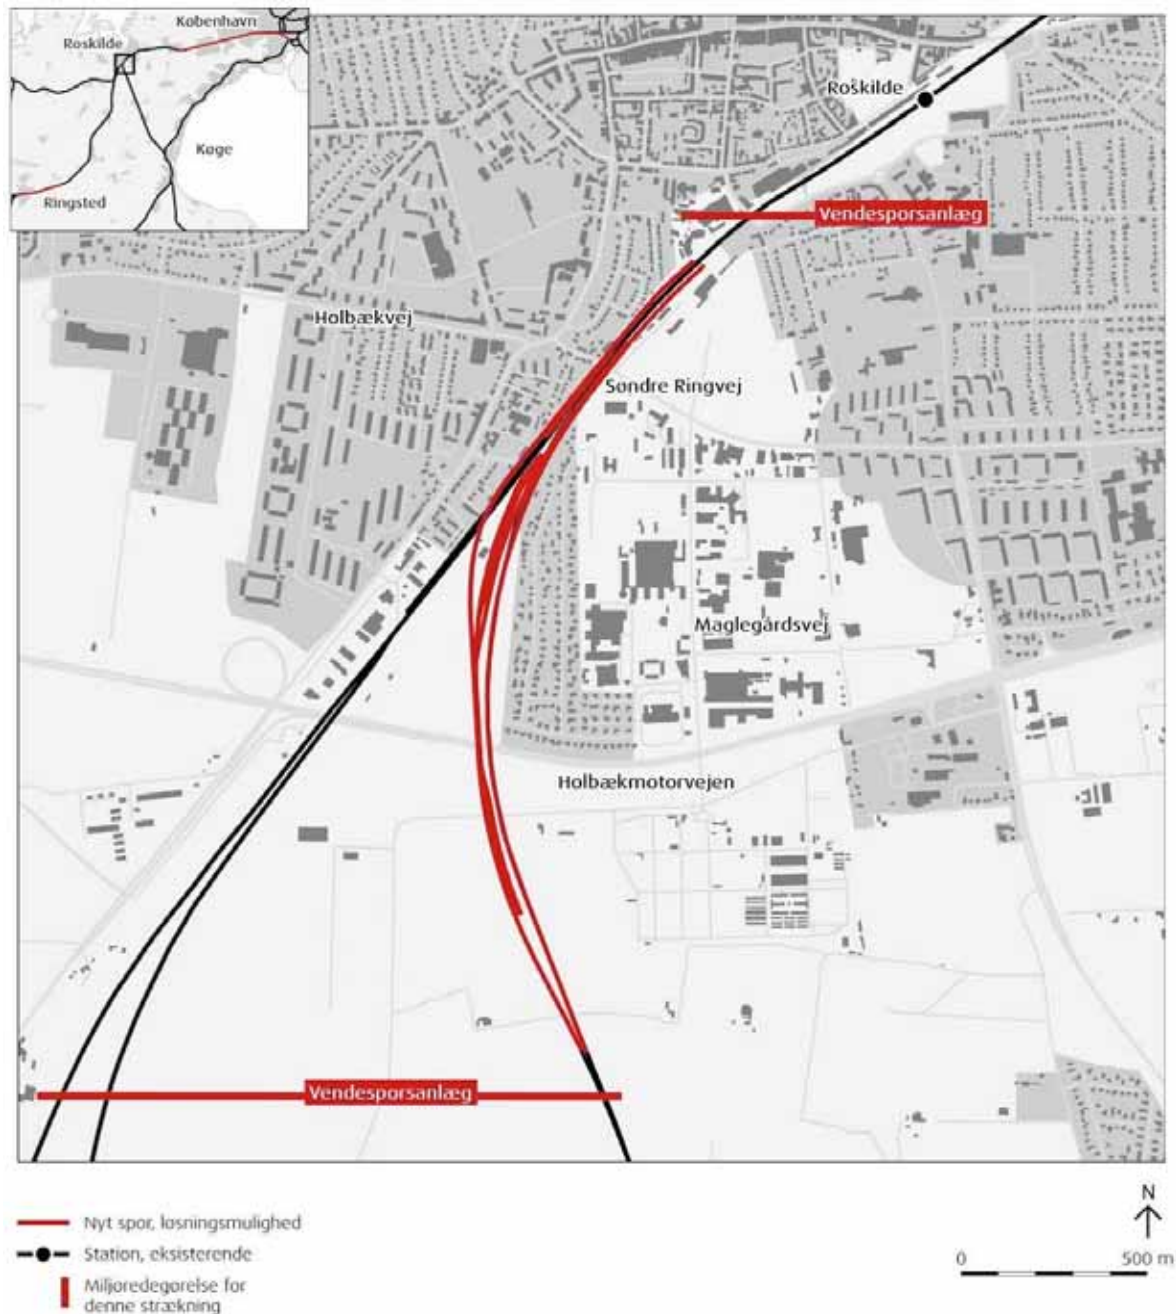 København
Roskilde
Køge
Ringsted
Roskilde
Vendesporsanlæg
Holbækvej
Søndre Ringvej
Maglegårdsvej
Holbækmotorvejen
Vendesporsanlæg
Nyt spor, løsningsmulighed
Station, eksisterende
Miljøredegørelse for
denne strækning
N
0 500 m